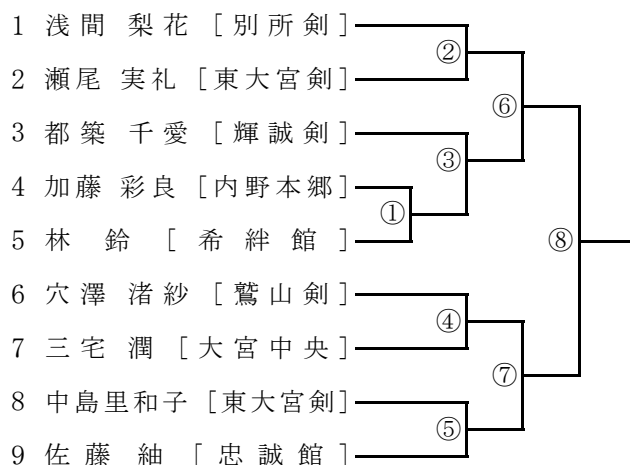 1 浅間 梨花 [別所剣]
2 瀬尾 実礼 [東大宮剣]
3 都築 千愛 [輝誠剣]
4 加藤 彩良 [内野本郷]
5 林 鈴 [希絆館]
6 穴澤 渚紗 [鷲山剣]
7 三宅 潤 [大宮中央]
8 中島里和子 [東大宮剣]
9 佐藤 紬 [忠誠館]
②
⑥
③
①
⑧
④
⑦
⑤